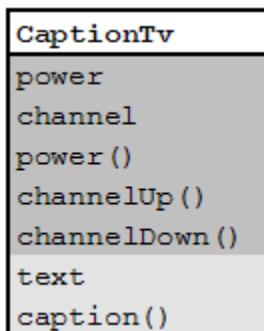 CaptionTv
power
channel
power()
channelUp()
channelDown()
text
caption()